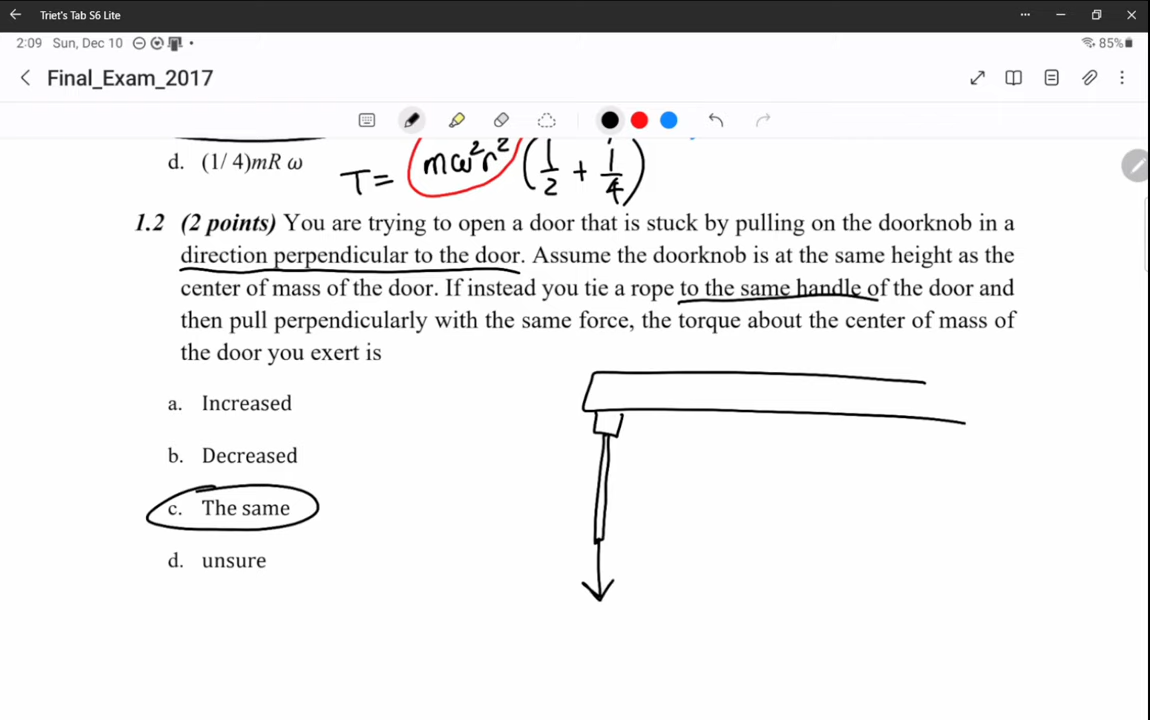 Triet's Tab S6 Lite
2:09 Sun, Dec 10
85%
Final_Exam_2017
d. (1/ 4)mR ω
T = mω²r² (1/2 + 1/4)
1.2 (2 points) You are trying to open a door that is stuck by pulling on the doorknob in a
direction perpendicular to the door. Assume the doorknob is at the same height as the
center of mass of the door. If instead you tie a rope to the same handle of the door and
then pull perpendicularly with the same force, the torque about the center of mass of
the door you exert is
a. Increased
b. Decreased
c. The same
d. unsure